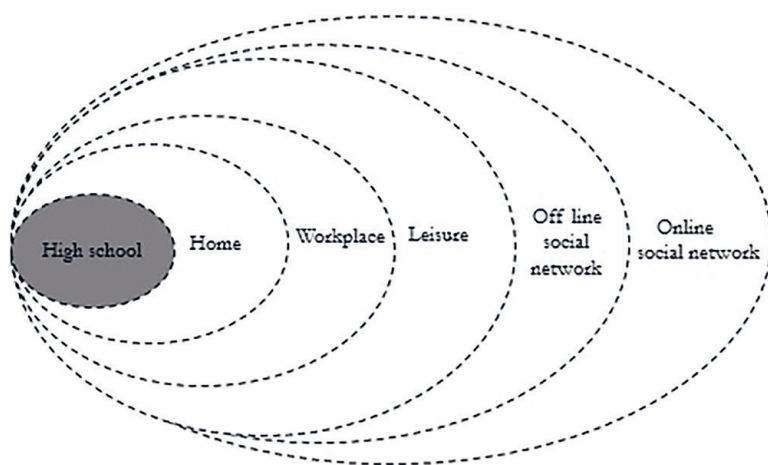 High school
Home
Workplace
Leisure
Off line
social
network
Online
social network